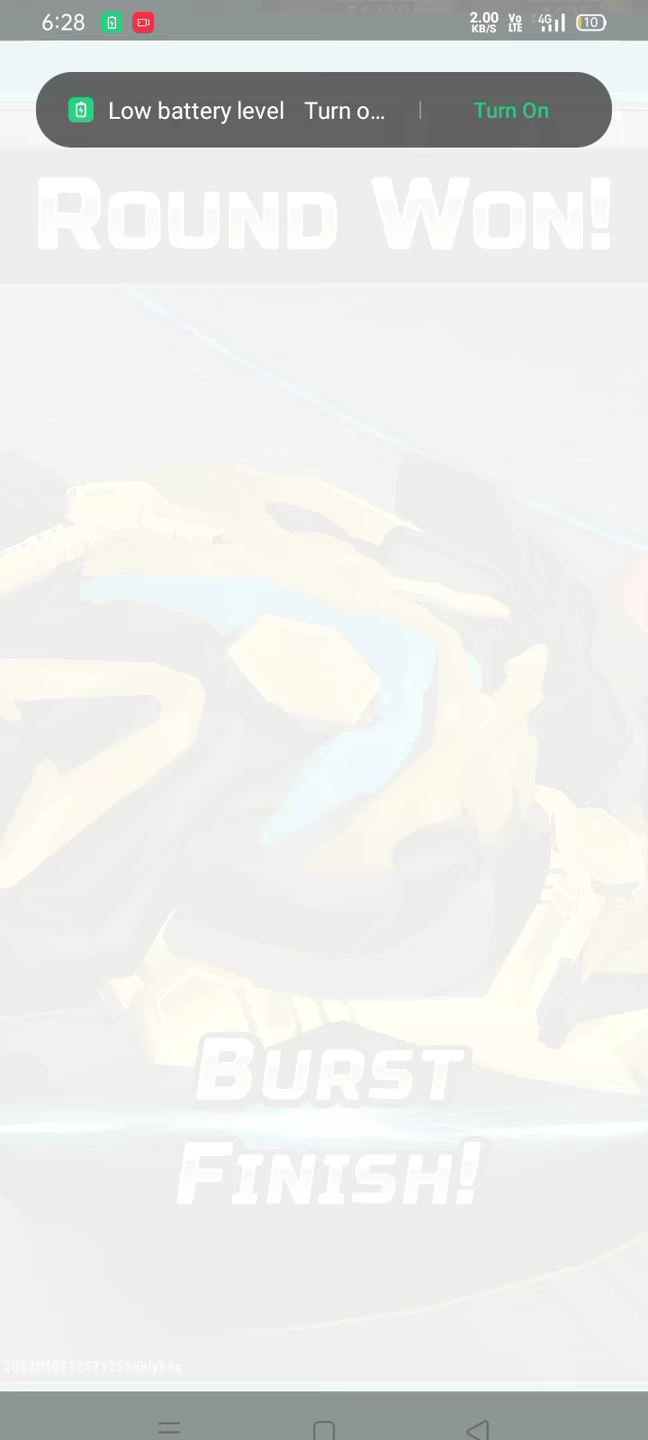 6:28 2.00 KB/S Vo LTE 4G 10
Low battery level Turn o... | Turn On
ROUND WON!
BURST
FINISH!